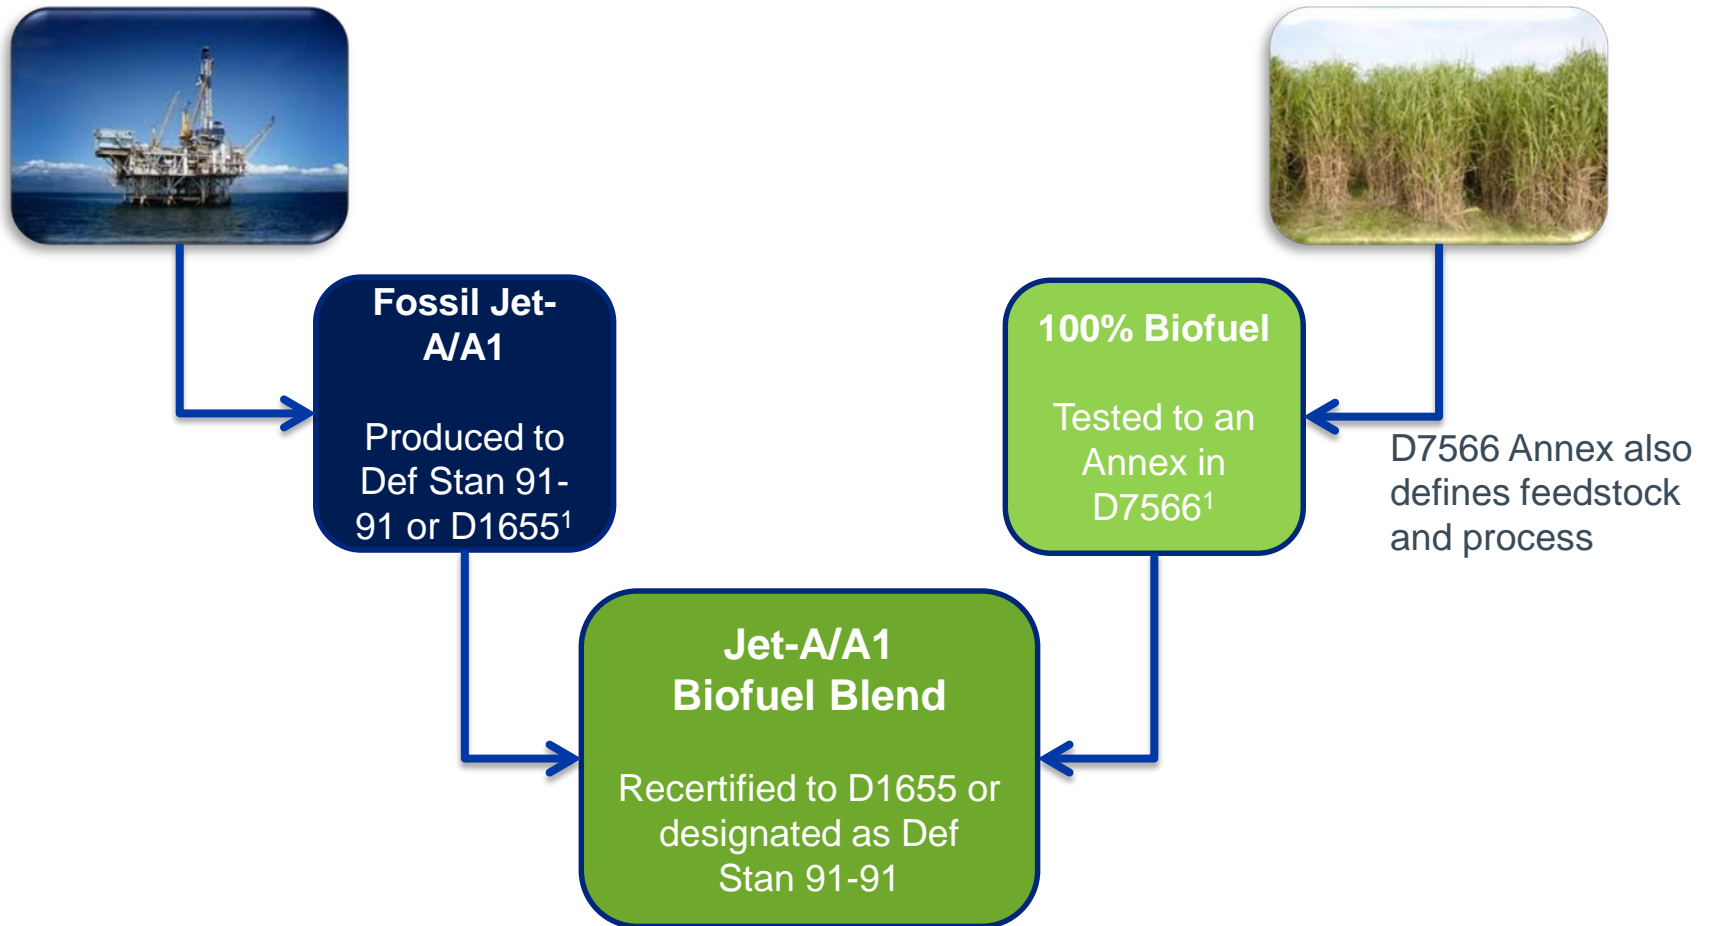 Fossil Jet-
A/A1
Produced to
Def Stan 91-
91 or D1655¹
100% Biofuel
Tested to an
Annex in
D7566¹
D7566 Annex also
defines feedstock
and process
Jet-A/A1
Biofuel Blend
Recertified to D1655 or
designated as Def
Stan 91-91